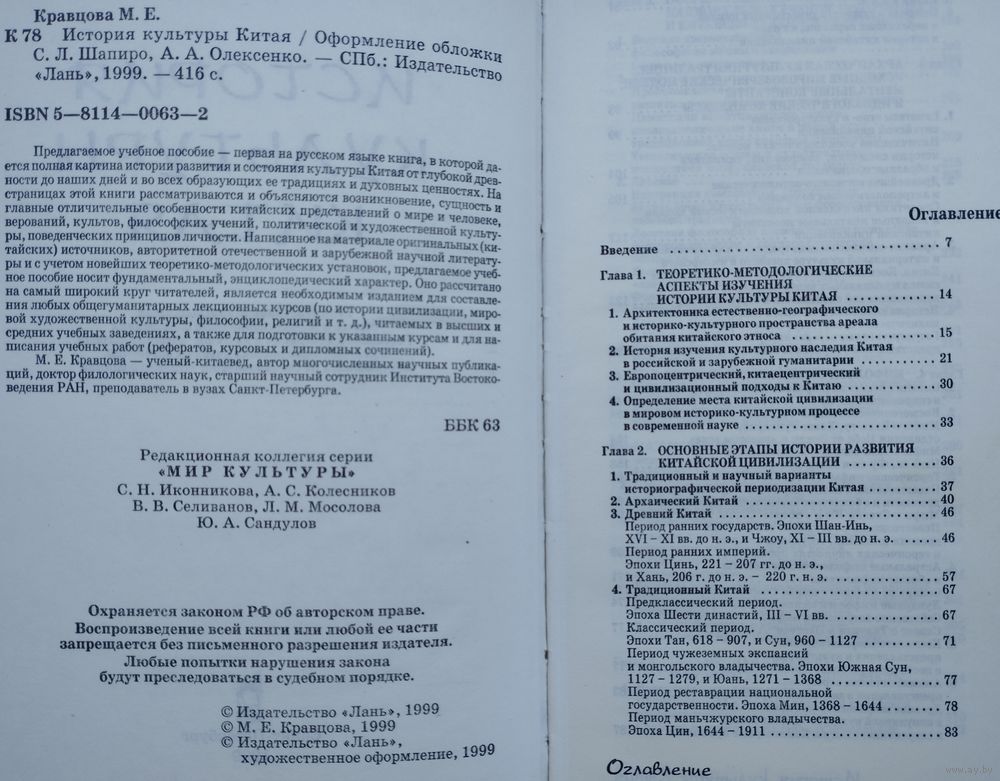 Кравцова М. Е.
К 78 История культуры Китая / Оформление обложки
С. Л. Шапиро, А. А. Олексенко. — СПб.: Издательство
«Лань», 1999. — 416 с.
ISBN 5—8114—0063—2
Предлагаемое учебное пособие — первая на русском языке книга, в которой да-
ется полная картина истории развития и состояния культуры Китая от глубокой древ-
ности до наших дней и во всех образующих ее традициях и духовных ценностях. На
страницах этой книги рассматриваются и объясняются возникновение, сущность и
главные отличительные особенности китайских представлений о мире и человеке,
верований, культов, философских учений, политической и художественной культу-
ры, поведенческих принципов личности. Написанное на материале оригинальных (ки-
тайских) источников, авторитетной отечественной и зарубежной научной литерату-
ры и с учетом новейших теоретико-методологических установок, предлагаемое учеб-
ное пособие носит фундаментальный, энциклопедический характер. Оно рассчитано
на самый широкий круг читателей, является необходимым изданием для составле-
ния любых общегуманитарных лекционных курсов (по истории цивилизации, миро-
вой художественной культуры, философии, религий и т. д.), читаемых в высших и
средних учебных заведениях, а также для подготовки к указанным курсам и для на-
писания учебных работ (рефератов, курсовых и дипломных сочинений).
М. Е. Кравцова — ученый-китаевед, автор многочисленных научных публика-
ций, доктор филологических наук, старший научный сотрудник Института Востоко-
ведения РАН, преподаватель в вузах Санкт-Петербурга.
ББК 63
Редакционная коллегия серии
«МИР КУЛЬТУРЫ»
С. Н. Иконникова, А. С. Колесников
В. В. Селиванов, Л. М. Мосолова
Ю. А. Сандулов
Охраняется законом РФ об авторском праве.
Воспроизведение всей книги или любой ее части
запрещается без письменного разрешения издателя.
Любые попытки нарушения закона
будут преследоваться в судебном порядке.
© Издательство «Лань», 1999
© М. Е. Кравцова, 1999
© Издательство «Лань»,
художественное оформление, 1999
Оглавление
Введение ........ 7
Глава 1. ТЕОРЕТИКО-МЕТОДОЛОГИЧЕСКИЕ
АСПЕКТЫ ИЗУЧЕНИЯ
ИСТОРИИ КУЛЬТУРЫ КИТАЯ ........ 14
1. Архитектоника естественно-географического
и историко-культурного пространства ареала
обитания китайского этноса ........ 15
2. История изучения культурного наследия Китая
в российской и зарубежной гуманитарии ........ 21
3. Европоцентрический, китаецентрический
и цивилизационный подходы к Китаю ........ 30
4. Определение места китайской цивилизации
в мировом историко-культурном процессе
в современной науке ........ 33
Глава 2. ОСНОВНЫЕ ЭТАПЫ ИСТОРИИ РАЗВИТИЯ
КИТАЙСКОЙ ЦИВИЛИЗАЦИИ ........ 36
1. Традиционный и научный варианты
историографической периодизации Китая ........ 37
2. Архаический Китай ........ 40
3. Древний Китай ........ 46
Период ранних государств. Эпохи Шан-Инь,
XVI – XI вв. до н. э., и Чжоу, XI – III вв. до н. э. ..... 46
Период ранних империй.
Эпохи Цинь, 221 – 207 гг. до н. э.,
и Хань, 206 г. до н. э. – 220 г. н. э. ........ 57
4. Традиционный Китай ........ 67
Предклассический период.
Эпоха Шести династий, III – VI вв. ........ 67
Классический период.
Эпохи Тан, 618 – 907, и Сун, 960 – 1127 ........ 71
Период чужеземных экспансий
и монгольского владычества. Эпохи Южная Сун,
1127 – 1279, и Юань, 1271 – 1368 ........ 77
Период реставрации национальной
государственности. Эпоха Мин, 1368 – 1644 ........ 78
Период маньчжурского владычества.
Эпоха Цин, 1644 – 1911 ........ 83
Оглавление
www.ay.by